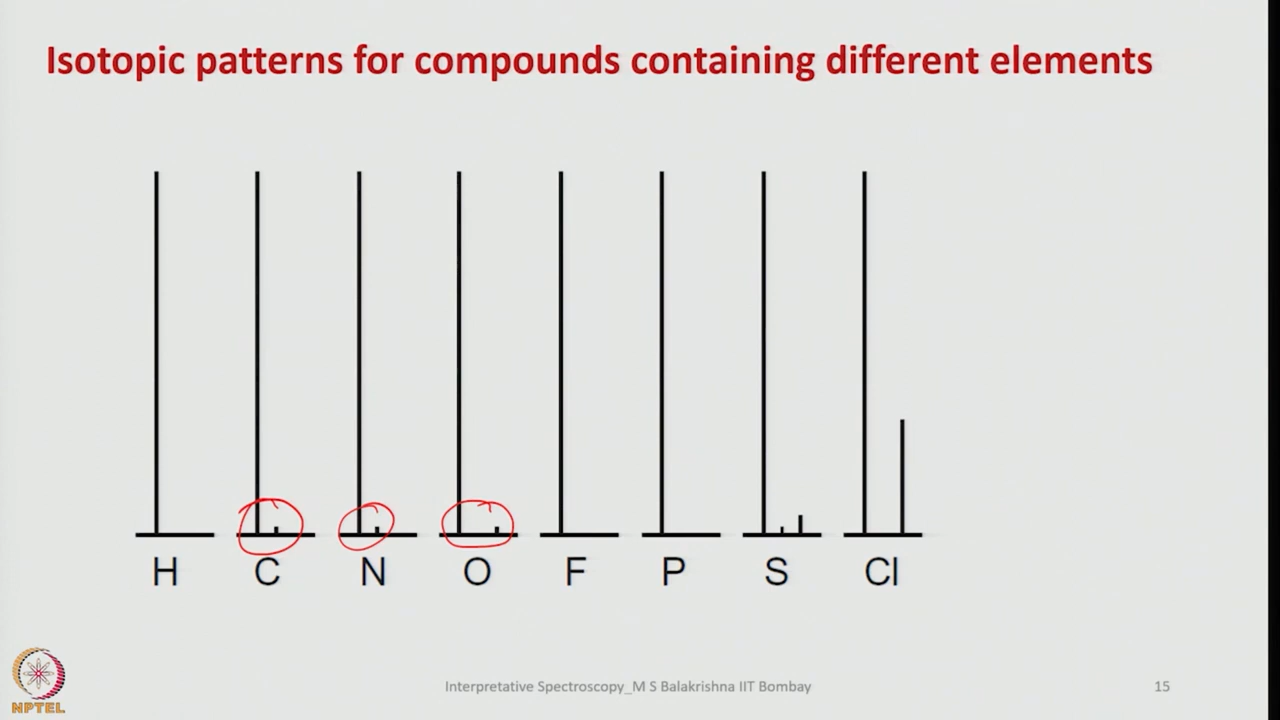 Isotopic patterns for compounds containing different elements
H C N O F P S Cl
Interpretative Spectroscopy_M S Balakrishna IIT Bombay 15
NPTEL